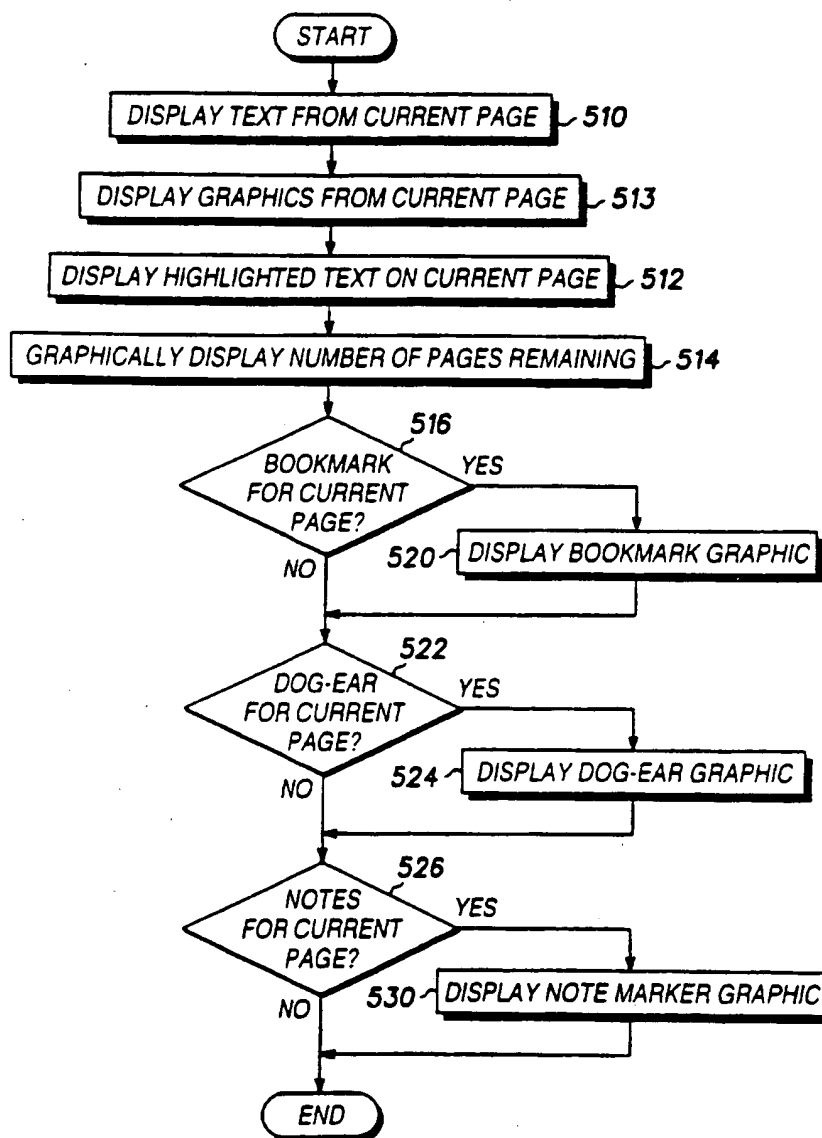 START
DISPLAY TEXT FROM CURRENT PAGE 510
DISPLAY GRAPHICS FROM CURRENT PAGE 513
DISPLAY HIGHLIGHTED TEXT ON CURRENT PAGE 512
GRAPHICALLY DISPLAY NUMBER OF PAGES REMAINING 514
516
BOOKMARK
FOR CURRENT
PAGE?
YES
NO
520 DISPLAY BOOKMARK GRAPHIC
522
DOG-EAR
FOR CURRENT
PAGE?
YES
NO
524 DISPLAY DOG-EAR GRAPHIC
526
NOTES
FOR CURRENT
PAGE?
YES
NO
530 DISPLAY NOTE MARKER GRAPHIC
END